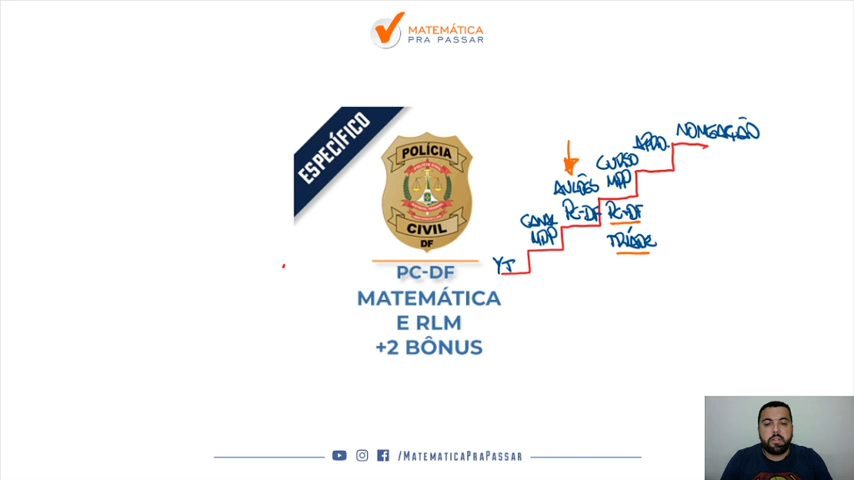 MATEMÁTICA
PRA PASSAR
ESPECÍFICO
POLÍCIA
CIVIL
DF
PC-DF
MATEMÁTICA
E RLM
+2 BÔNUS
YT
CANAL
MPP
AULÕES
PC-DF
CURSO
MPP
PC-DF
TRÍADE
APRO.
NOMEAÇÃO
/MATEMATICAPRAPASSAR